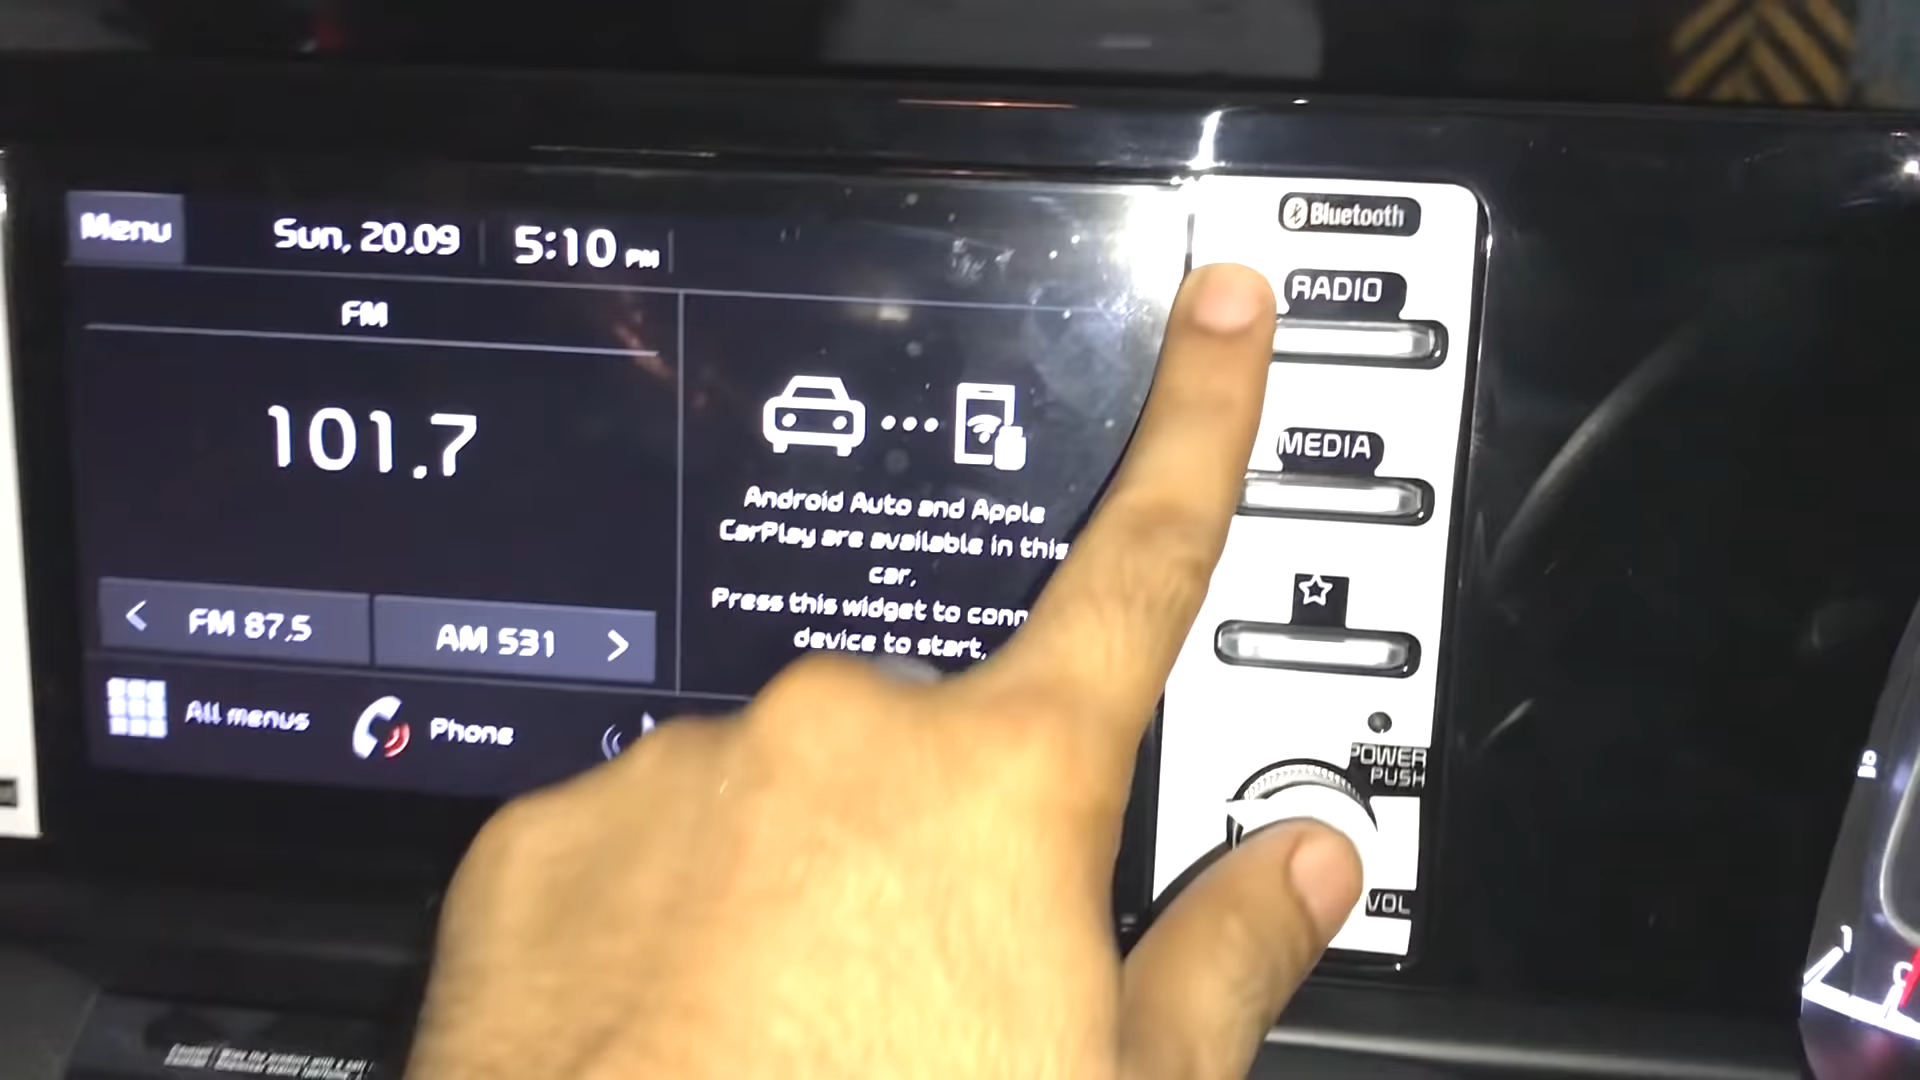 Menu
Sun, 20.09
5:10 PM
FM
101.7
Android Auto and Apple
CarPlay are available in this
car.
Press this widget to conn
device to start.
FM 87.5
AM 531
All menus
Phone
Bluetooth
RADIO
MEDIA
POWER
PUSH
VOL
1